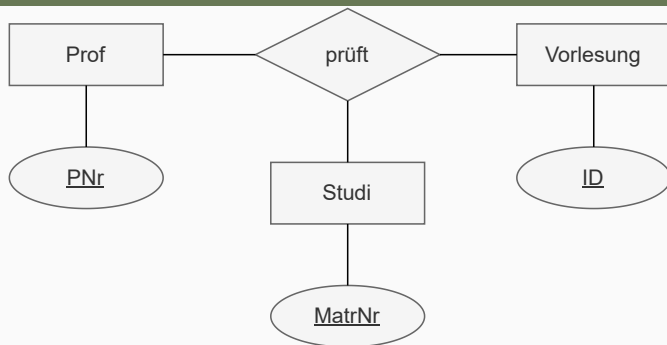 Prof
prüft
Vorlesung
PNr
Studi
ID
MatrNr